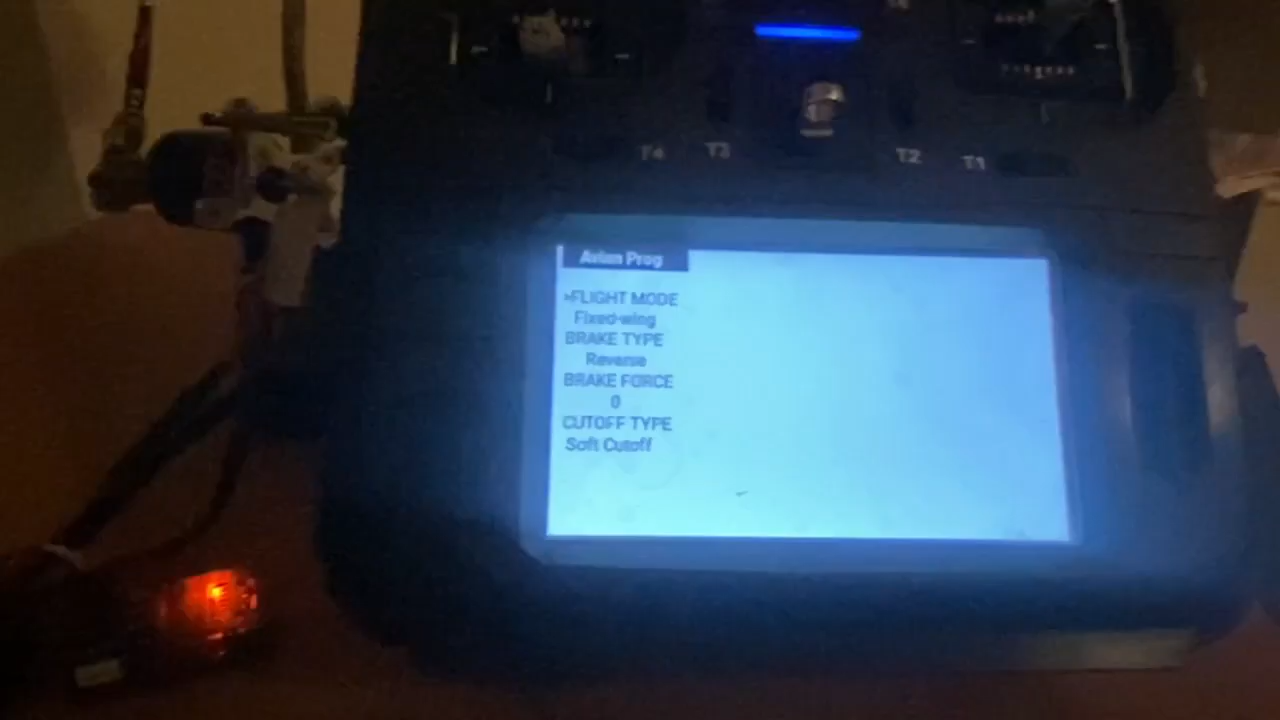 T4 T3 T2 T1
Avian Prog
>FLIGHT MODE
Fixed-wing
BRAKE TYPE
Reverse
BRAKE FORCE
0
CUTOFF TYPE
Soft Cutoff